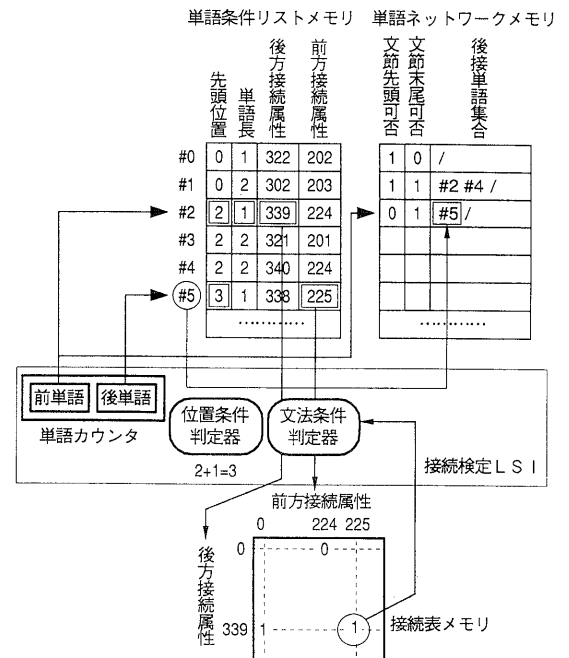 単語条件リストメモリ 単語ネットワークメモリ
先頭位置 単語長 後方接続属性 前方接続属性 文節先頭可否 文節末尾可否 後接単語集合
#0 0 1 322 202 1 0 /
#1 0 2 302 203 1 1 #2 #4 /
#2 2 1 339 224 0 1 #5 /
#3 2 2 321 201
#4 2 2 340 224
#5 3 1 338 225
………… …………
前単語 後単語
単語カウンタ
位置条件
判定器
文法条件
判定器
2+1=3
接続検定LSI
前方接続属性
0 224 225
後方接続属性
0 0
339 1 1 接続表メモリ